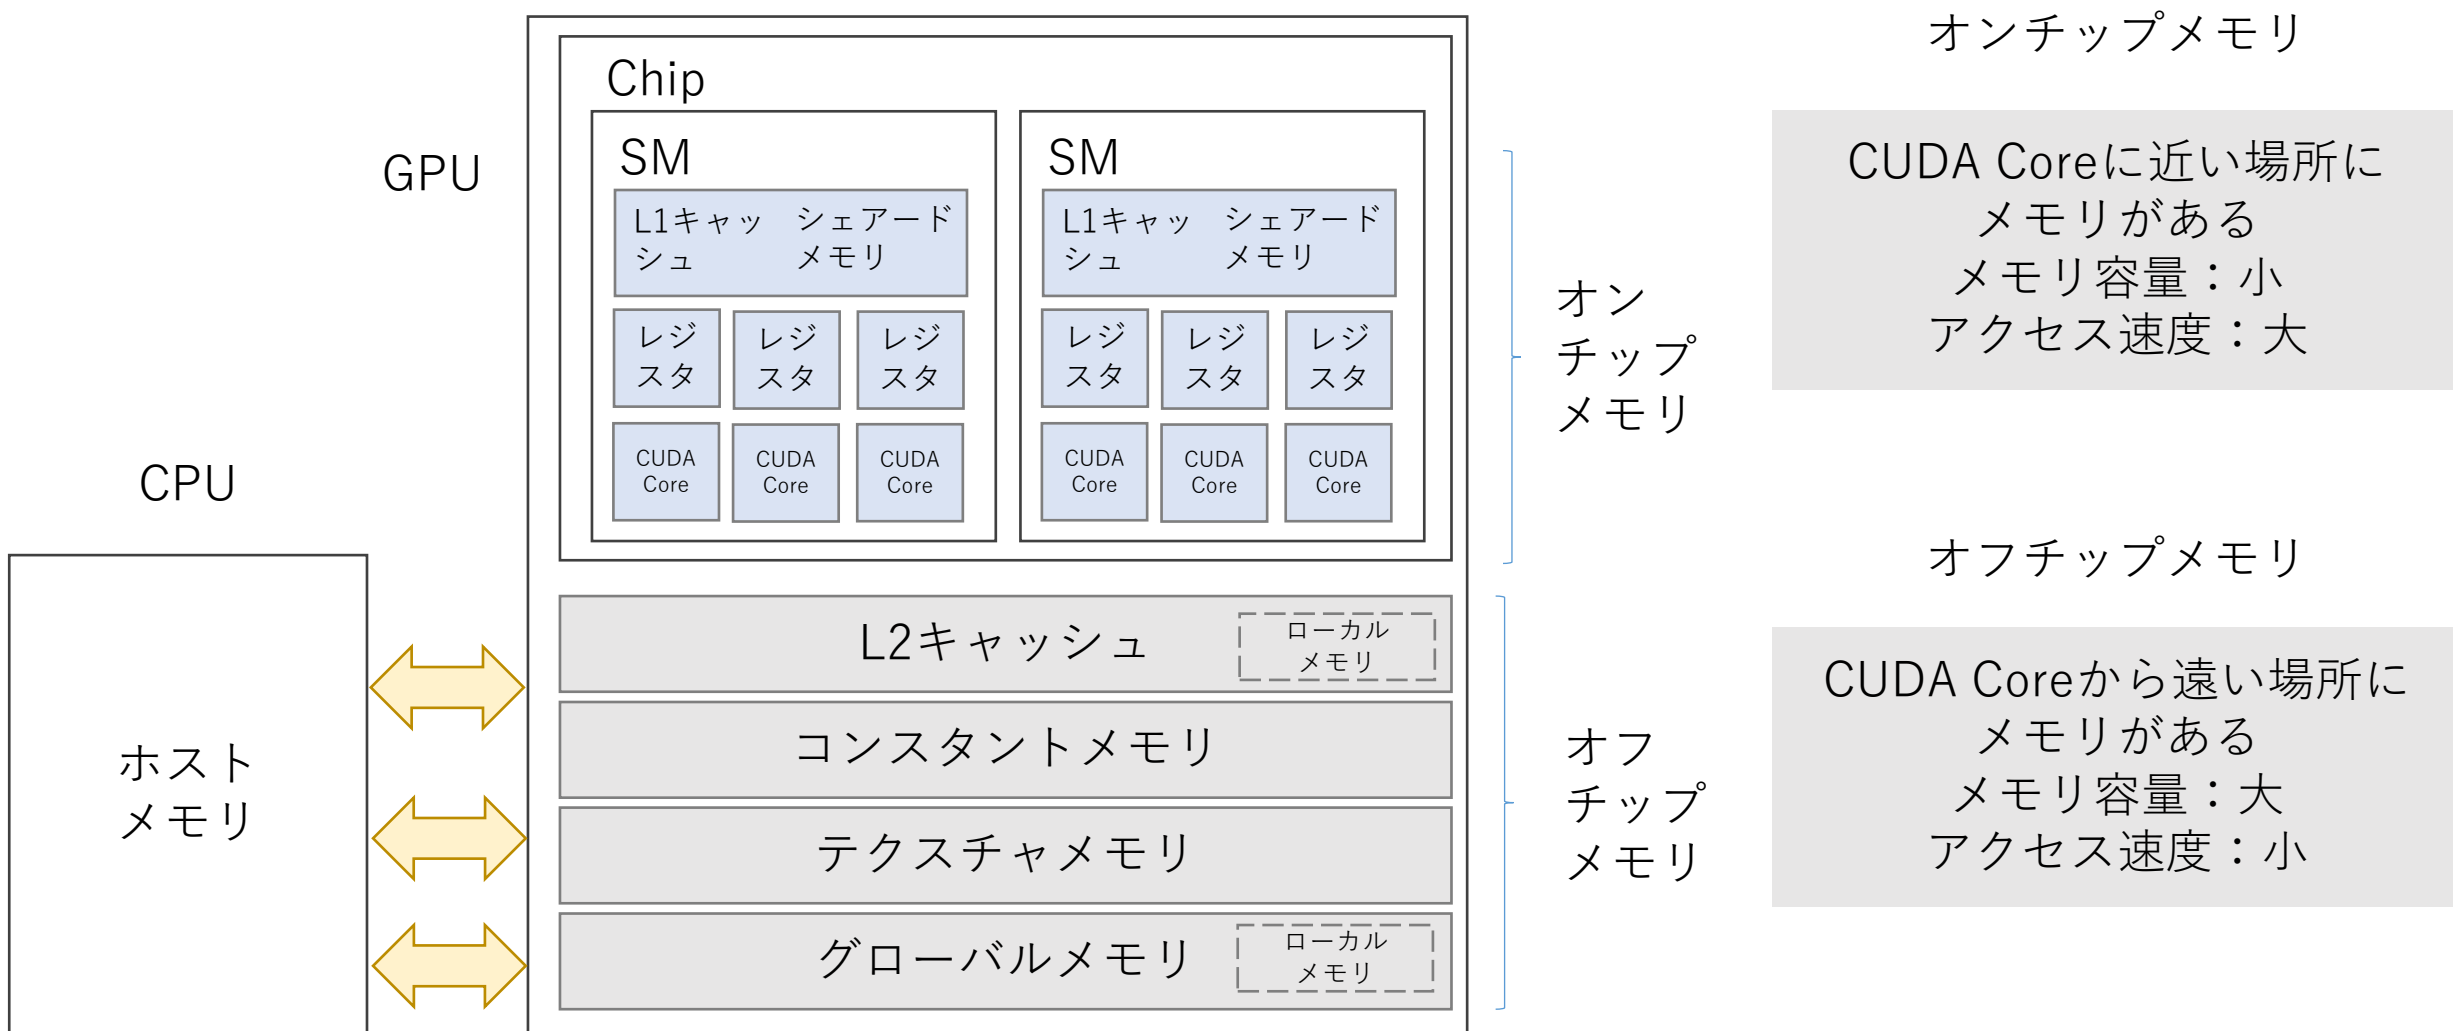 GPU
Chip
SM
L1キャッ
シュ
シェアード
メモリ
レジ
スタ
レジ
スタ
レジ
スタ
CUDA
Core
CUDA
Core
CUDA
Core
SM
L1キャッ
シュ
シェアード
メモリ
レジ
スタ
レジ
スタ
レジ
スタ
CUDA
Core
CUDA
Core
CUDA
Core
オン
チップ
メモリ
オンチップメモリ
CUDA Coreに近い場所に
メモリがある
メモリ容量：小
アクセス速度：大
CPU
ホスト
メモリ
L2キャッシュ
ローカル
メモリ
コンスタントメモリ
テクスチャメモリ
グローバルメモリ
ローカル
メモリ
オフ
チップ
メモリ
オフチップメモリ
CUDA Coreから遠い場所に
メモリがある
メモリ容量：大
アクセス速度：小